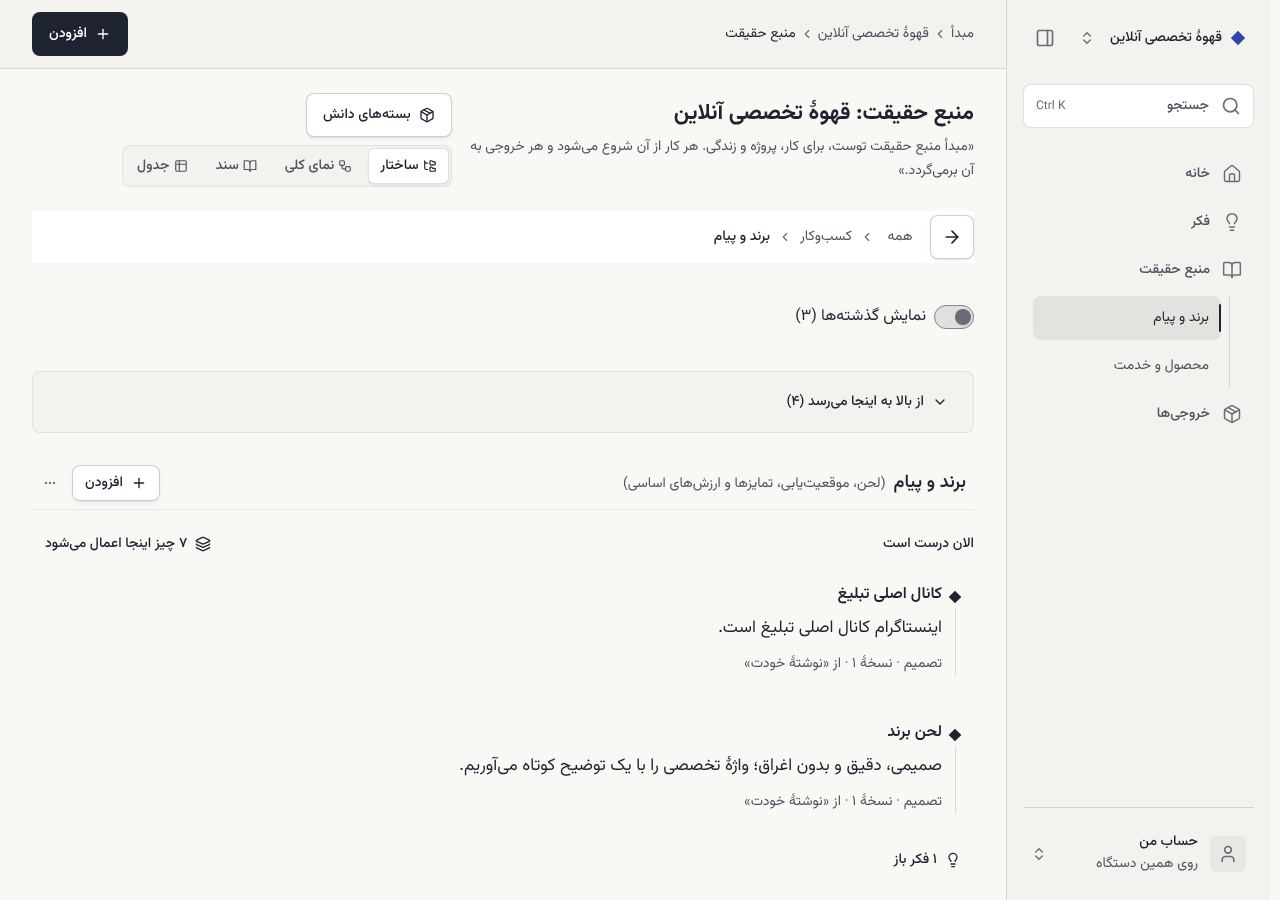 قهوهٔ تخصصی آنلاین
جستجو Ctrl K
خانه
فکر
منبع حقیقت
برند و پیام
محصول و خدمت
خروجی‌ها
حساب من
روی همین دستگاه
مبدأ › قهوهٔ تخصصی آنلاین › منبع حقیقت
افزودن
منبع حقیقت: قهوهٔ تخصصی آنلاین
«مبدأ منبع حقیقت توست، برای کار، پروژه و زندگی. هر کار از آن شروع می‌شود و هر خروجی به
آن برمی‌گردد.»
بسته‌های دانش
ساختار نمای کلی سند جدول
همه › کسب‌وکار › برند و پیام
نمایش گذشته‌ها (۳)
از بالا به اینجا می‌رسد (۴)
برند و پیام (لحن، موقعیت‌یابی، تمایزها و ارزش‌های اساسی)
افزودن
الان درست است
۷ چیز اینجا اعمال می‌شود
کانال اصلی تبلیغ
اینستاگرام کانال اصلی تبلیغ است.
تصمیم · نسخهٔ ۱ · از «نوشتهٔ خودت»
لحن برند
صمیمی، دقیق و بدون اغراق؛ واژهٔ تخصصی را با یک توضیح کوتاه می‌آوریم.
تصمیم · نسخهٔ ۱ · از «نوشتهٔ خودت»
۱ فکر باز